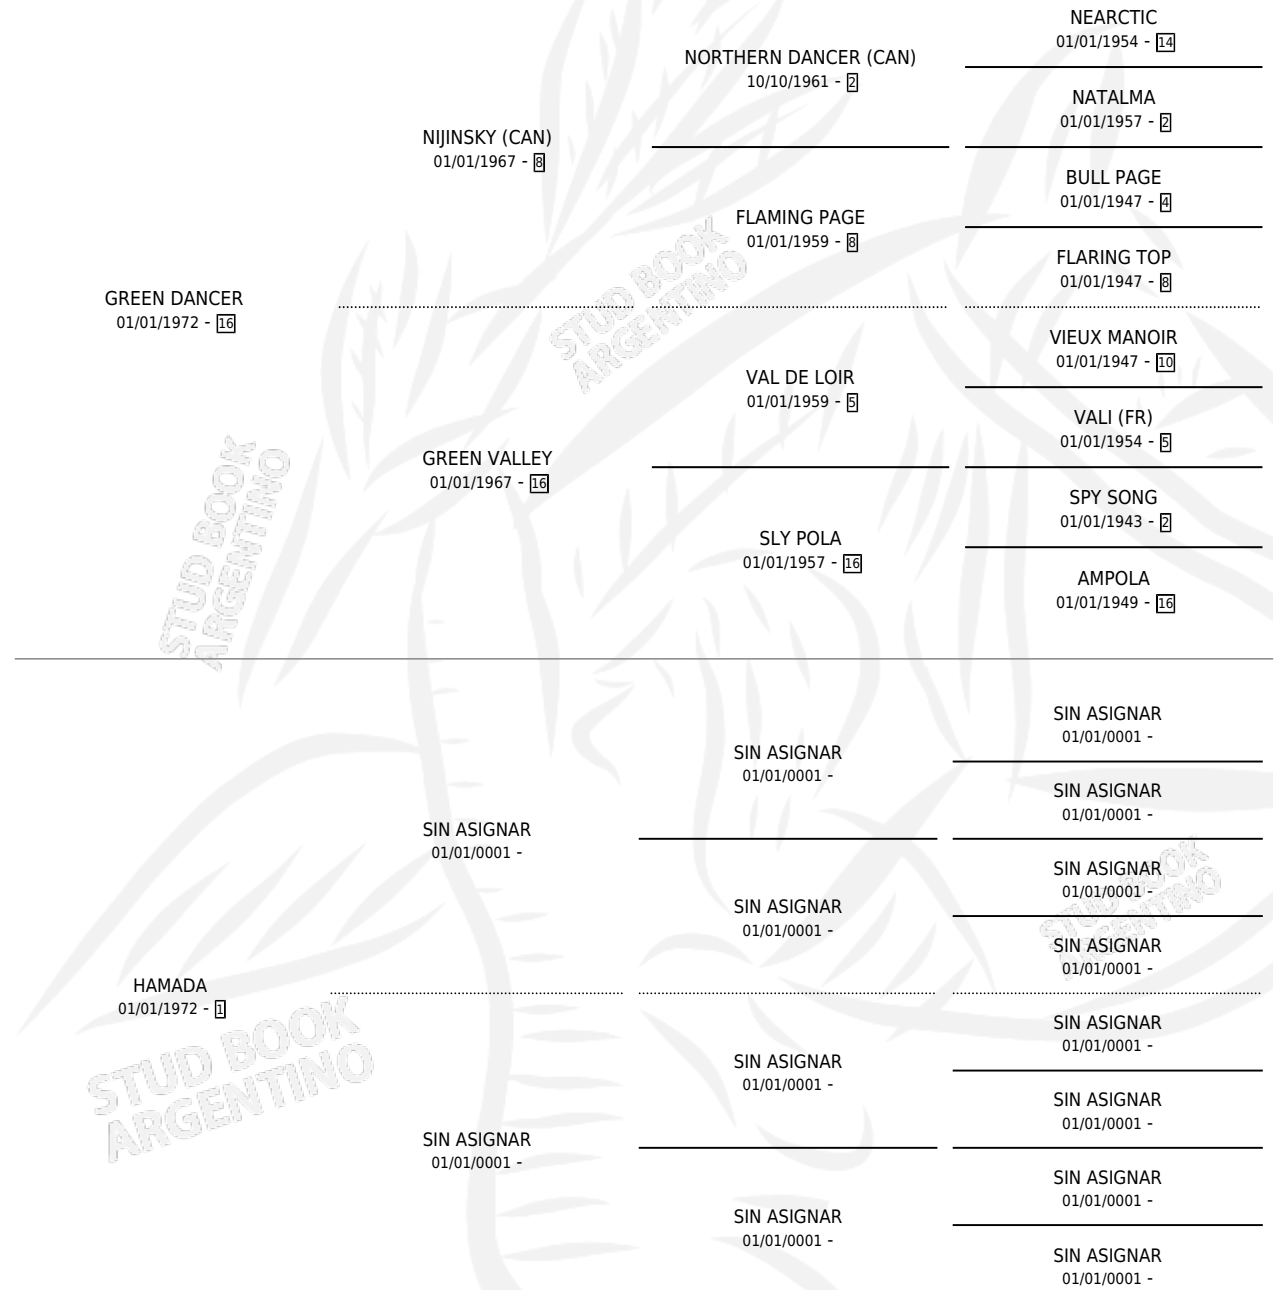 NEARCTIC
01/01/1954 - 14
NORTHERN DANCER (CAN)
10/10/1961 - 2
NATALMA
01/01/1957 - 2
NIJINSKY (CAN)
01/01/1967 - 8
BULL PAGE
01/01/1947 - 4
FLAMING PAGE
01/01/1959 - 8
FLARING TOP
01/01/1947 - 8
GREEN DANCER
01/01/1972 - 16
VIEUX MANOIR
01/01/1947 - 10
VAL DE LOIR
01/01/1959 - 5
VALI (FR)
01/01/1954 - 5
GREEN VALLEY
01/01/1967 - 16
SPY SONG
01/01/1943 - 2
SLY POLA
01/01/1957 - 16
AMPOLA
01/01/1949 - 16
STUD BOOK
ARGENTINO
STUD BOOK
ARGENTINO
SIN ASIGNAR
01/01/0001 -
SIN ASIGNAR
01/01/0001 -
SIN ASIGNAR
01/01/0001 -
SIN ASIGNAR
01/01/0001 -
SIN ASIGNAR
01/01/0001 -
SIN ASIGNAR
01/01/0001 -
SIN ASIGNAR
01/01/0001 -
HAMADA
01/01/1972 - 1
SIN ASIGNAR
01/01/0001 -
SIN ASIGNAR
01/01/0001 -
SIN ASIGNAR
01/01/0001 -
SIN ASIGNAR
01/01/0001 -
SIN ASIGNAR
01/01/0001 -
SIN ASIGNAR
01/01/0001 -
SIN ASIGNAR
01/01/0001 -
STUD BOOK
ARGENTINO
STUD BOOK
ARGENTINO